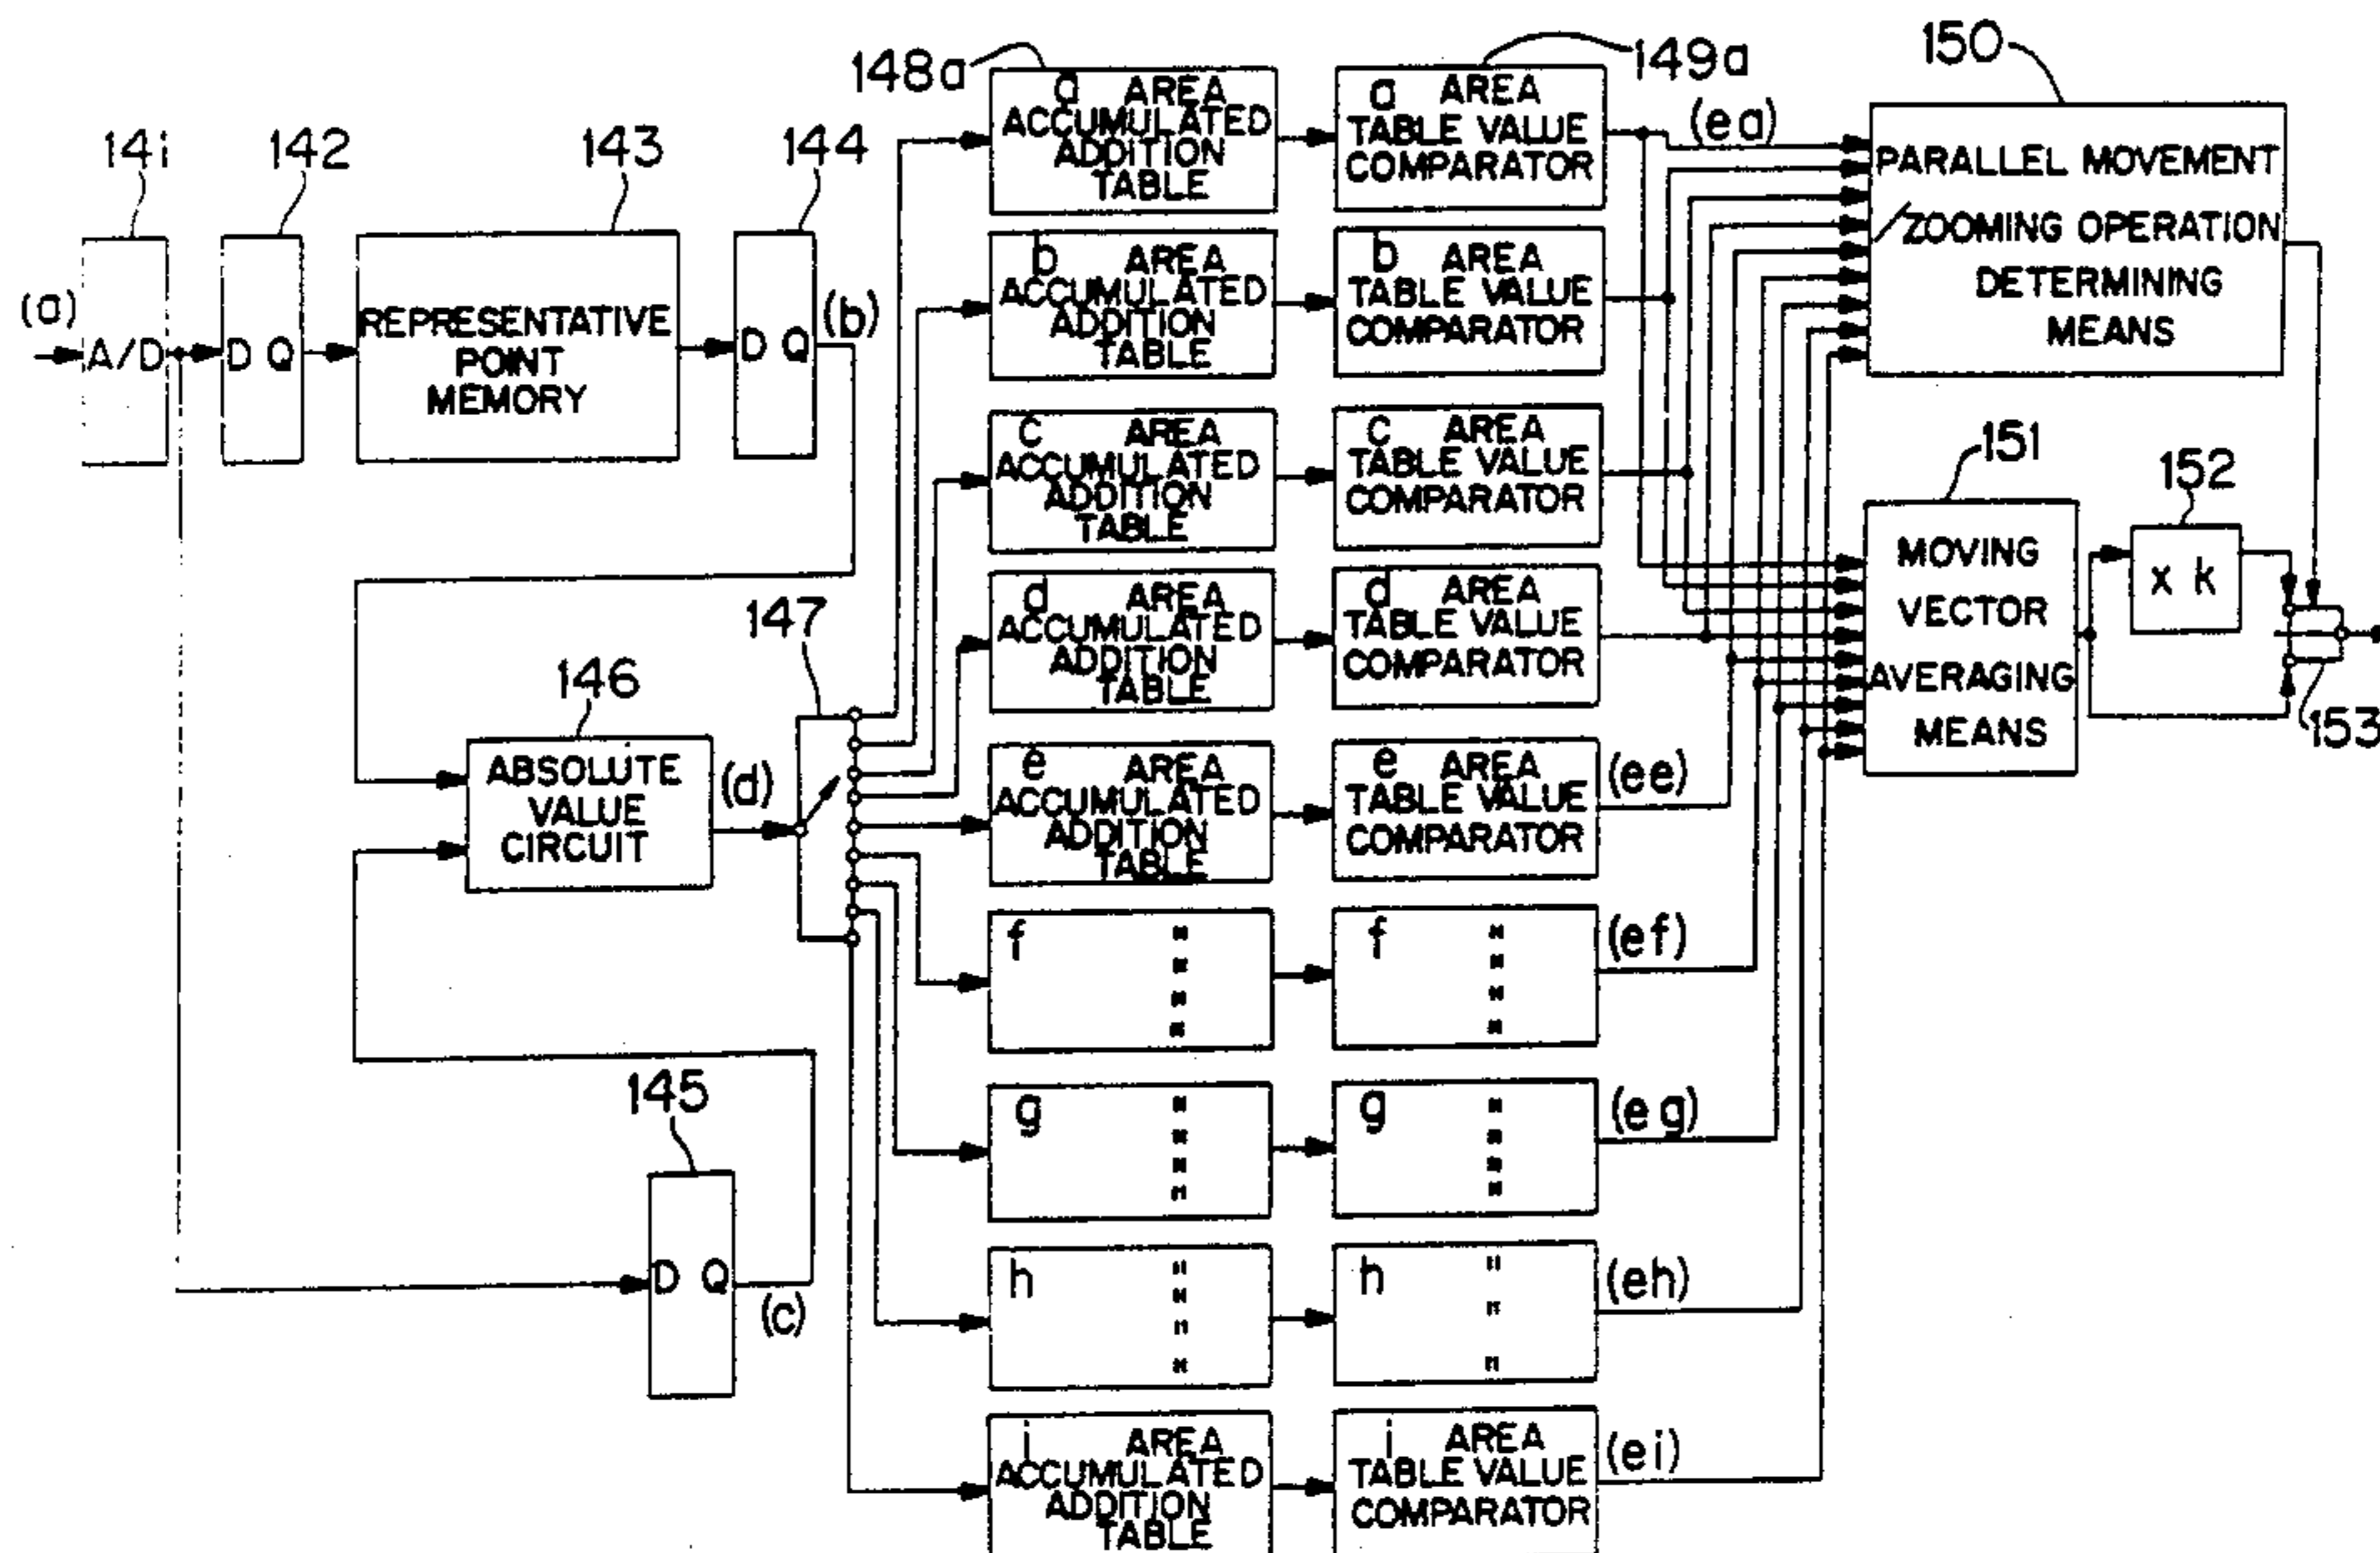 141
142
143
144
148a
149a
150
(a)
A/D
D Q
REPRESENTATIVE
POINT
MEMORY
D Q
(b)
a AREA
ACCUMULATED
ADDITION
TABLE
a AREA
TABLE VALUE
COMPARATOR
(ea)
PARALLEL MOVEMENT
/ZOOMING OPERATION
DETERMINING
MEANS
b AREA
ACCUMULATED
ADDITION
TABLE
b AREA
TABLE VALUE
COMPARATOR
c AREA
ACCUMULATED
ADDITION
TABLE
c AREA
TABLE VALUE
COMPARATOR
151
152
MOVING
VECTOR
AVERAGING
MEANS
x k
153
d AREA
ACCUMULATED
ADDITION
TABLE
d AREA
TABLE VALUE
COMPARATOR
147
146
ABSOLUTE
VALUE
CIRCUIT
(d)
e AREA
ACCUMULATED
ADDITION
TABLE
e AREA
TABLE VALUE
COMPARATOR
(ee)
f "
"
"
"
f "
"
"
"
(ef)
145
D Q
(c)
g "
"
"
"
g "
"
"
"
(eg)
h "
"
"
"
h "
"
"
(eh)
i AREA
ACCUMULATED
ADDITION
TABLE
i AREA
TABLE VALUE
COMPARATOR
(ei)